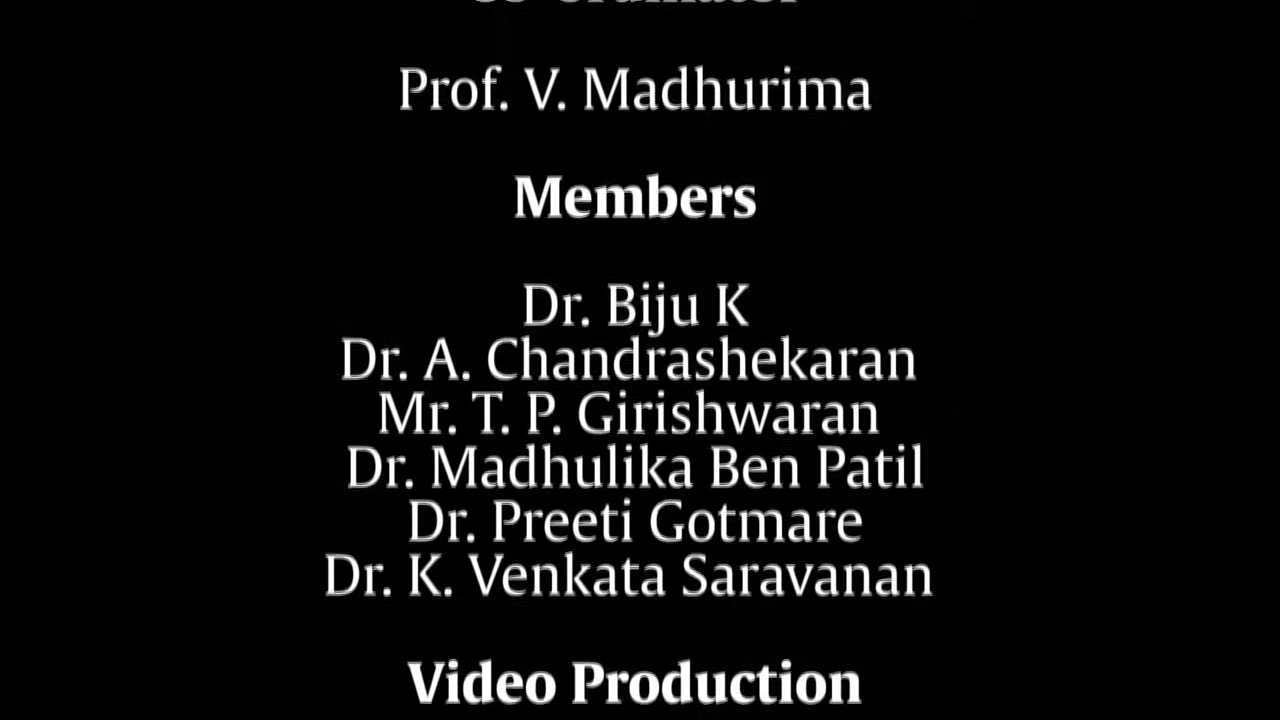 Prof. V. Madhurima
Members
Dr. Biju K
Dr. A. Chandrashekaran
Mr. T. P. Girishwaran
Dr. Madhulika Ben Patil
Dr. Preeti Gotmare
Dr. K. Venkata Saravanan
Video Production